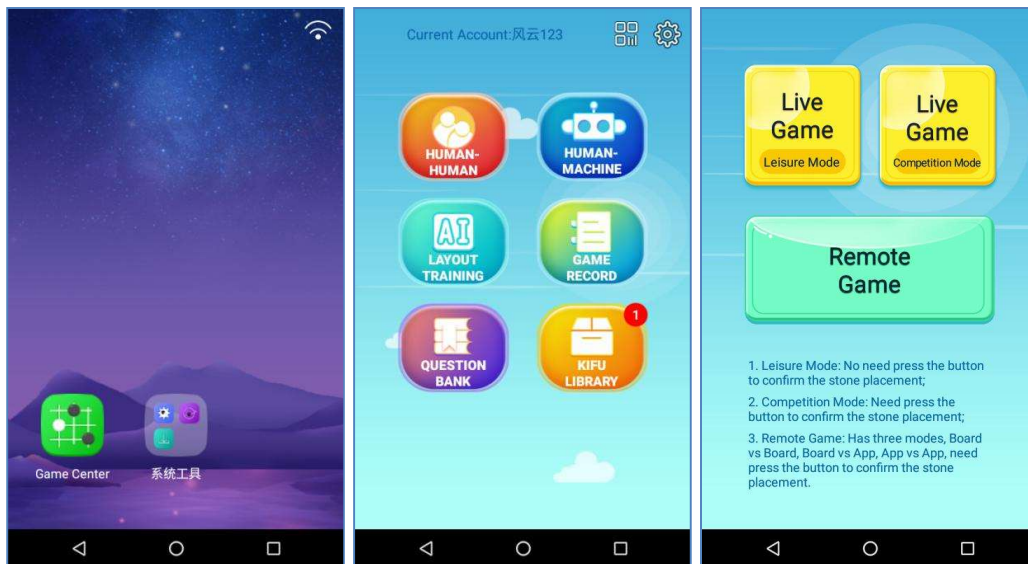 Game Center
系统工具
Current Account:风云123
HUMAN-
HUMAN
HUMAN-
MACHINE
AI
LAYOUT
TRAINING
GAME
RECORD
QUESTION
BANK
1
KIFU
LIBRARY
Live
Game
Leisure Mode
Live
Game
Competition Mode
Remote
Game
1. Leisure Mode: No need press the button
to confirm the stone placement;
2. Competition Mode: Need press the
button to confirm the stone placement;
3. Remote Game: Has three modes, Board
vs Board, Board vs App, App vs App, need
press the button to confirm the stone
placement.